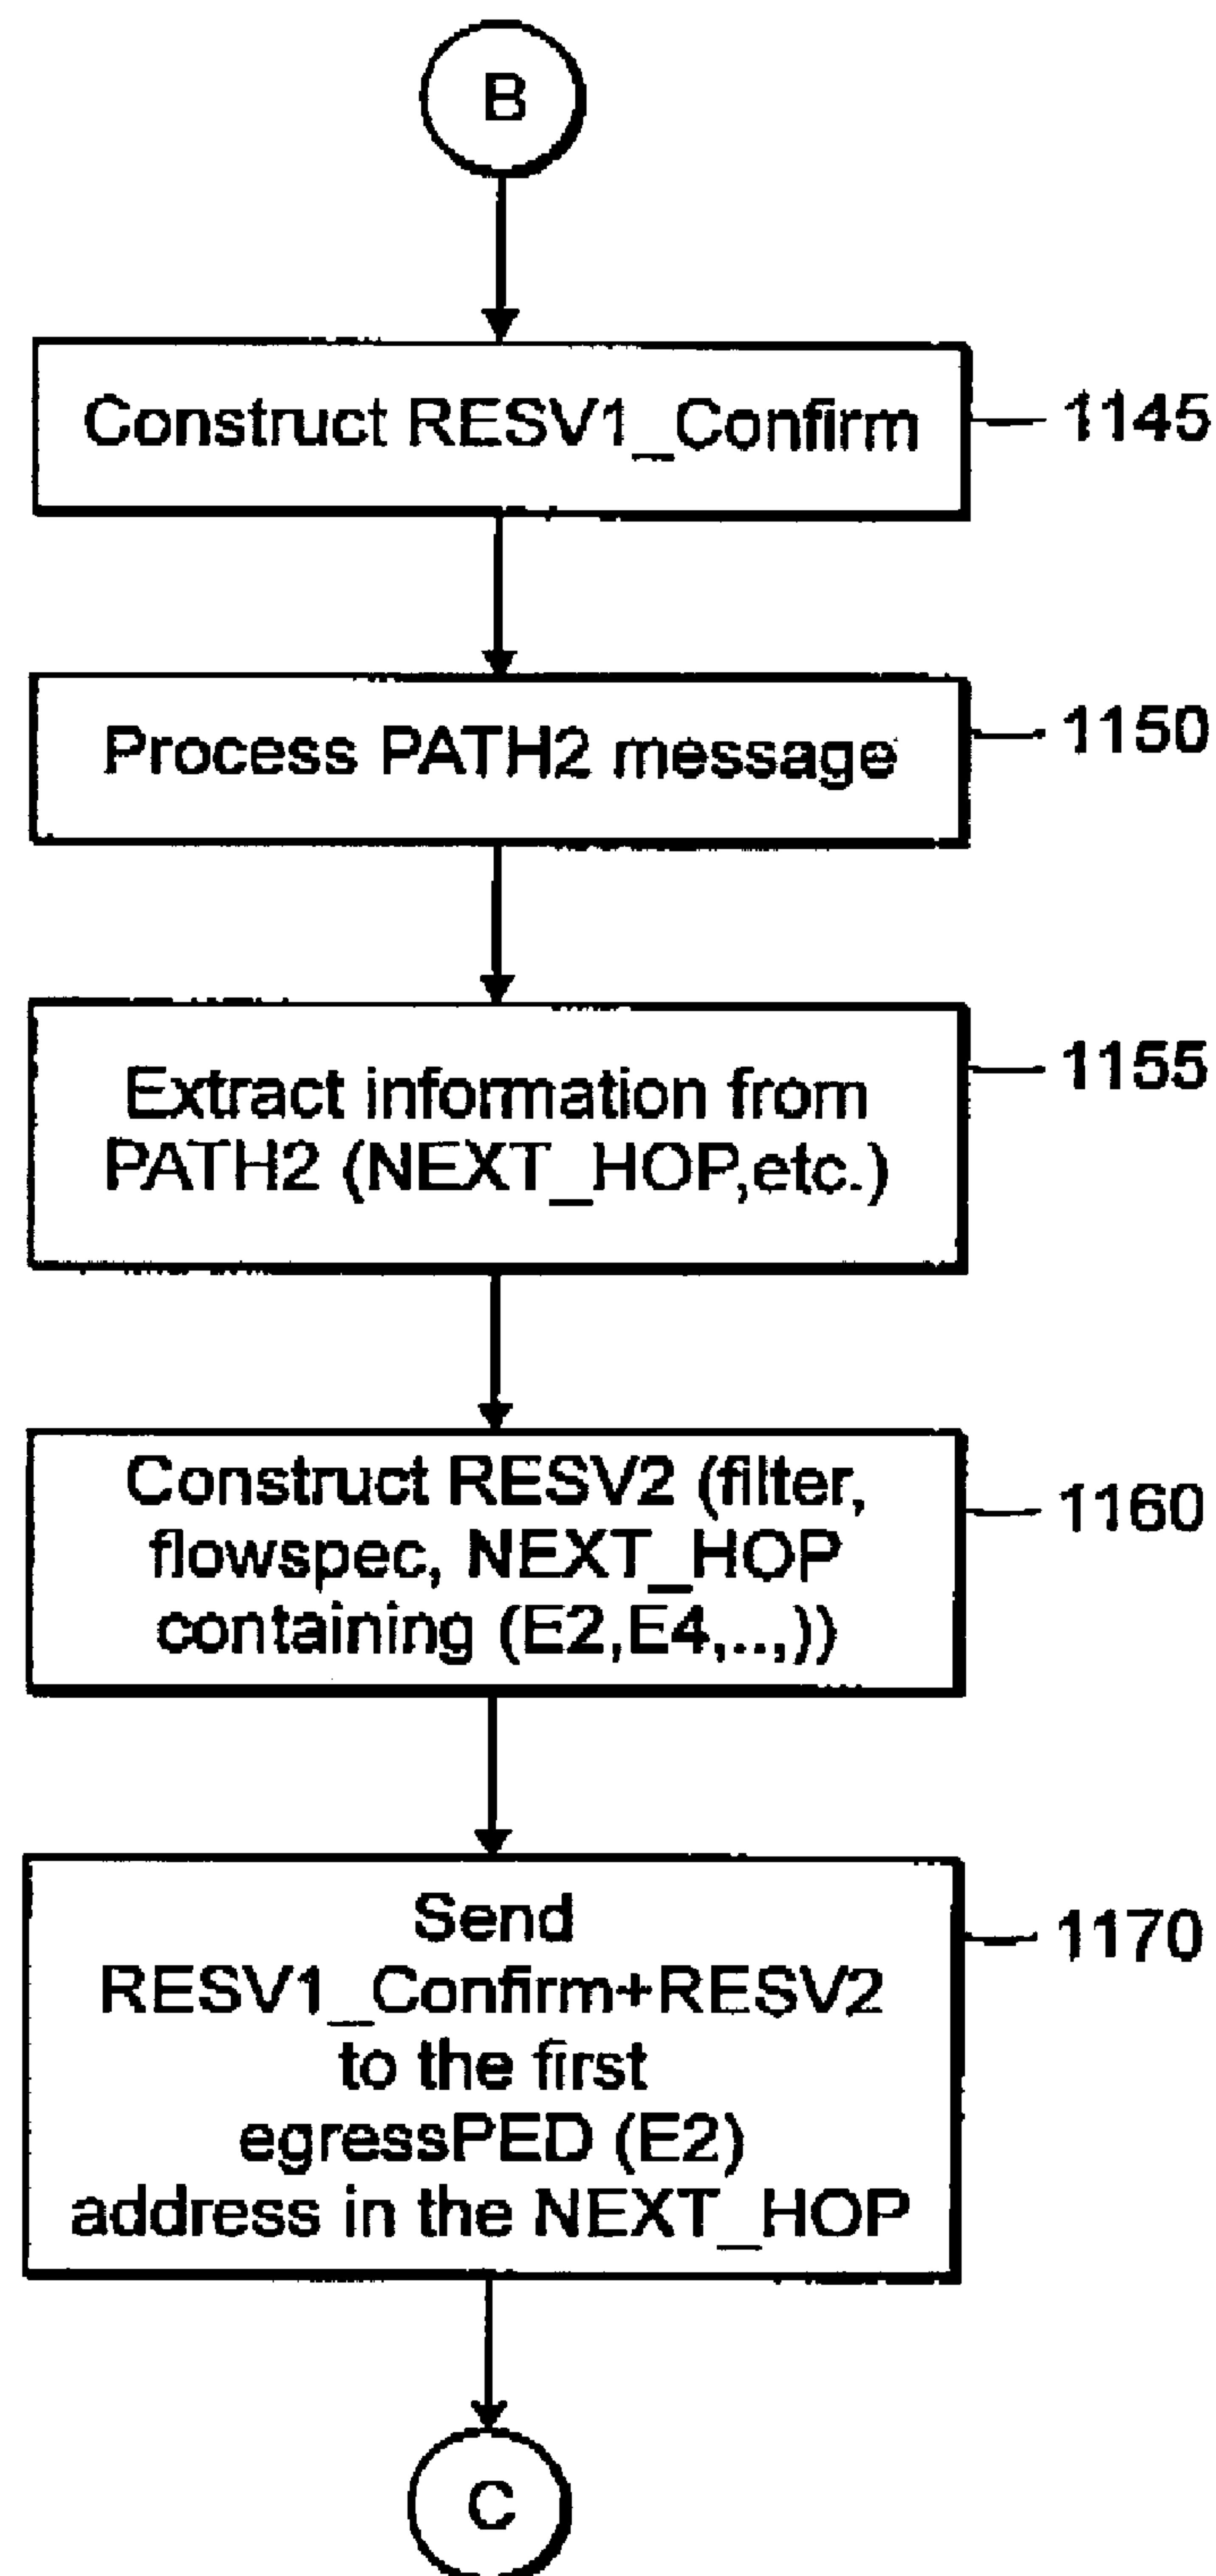 B
Construct RESV1_Confirm
1145
Process PATH2 message
1150
Extract information from
PATH2 (NEXT_HOP,etc.)
1155
Construct RESV2 (filter,
flowspec, NEXT_HOP
containing (E2,E4,..,))
1160
Send
RESV1_Confirm+RESV2
to the first
egressPED (E2)
address in the NEXT_HOP
1170
C